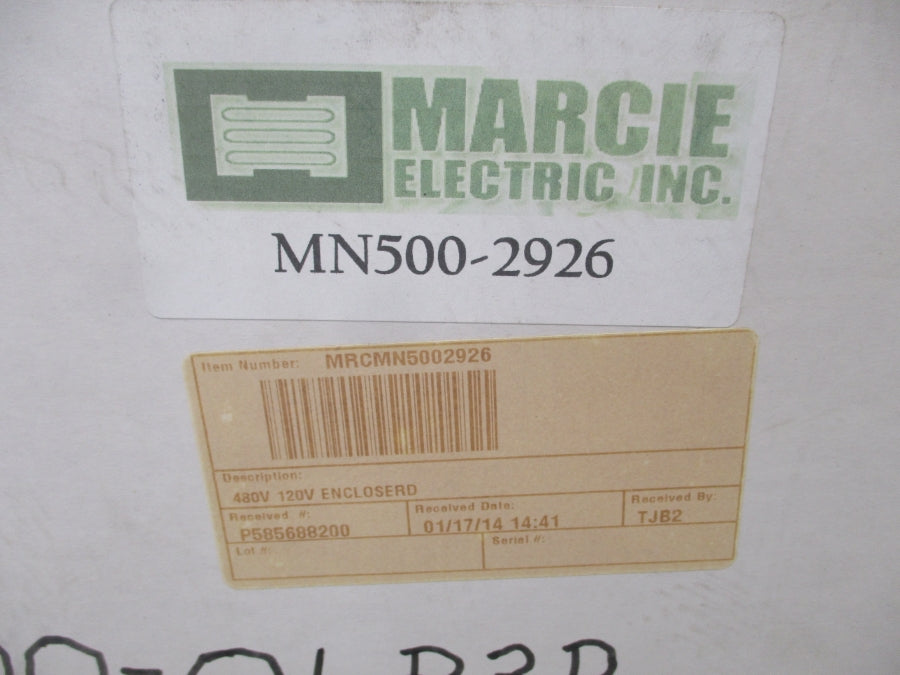 MARCIE
ELECTRIC INC.
MN500-2926
Item Number: MRCMN5002926
Description:
480V 120V ENCLOSERD
Received #: Received Date: Received By:
P585688200 01/17/14 14:41 TJB2
Lot #: Serial #: